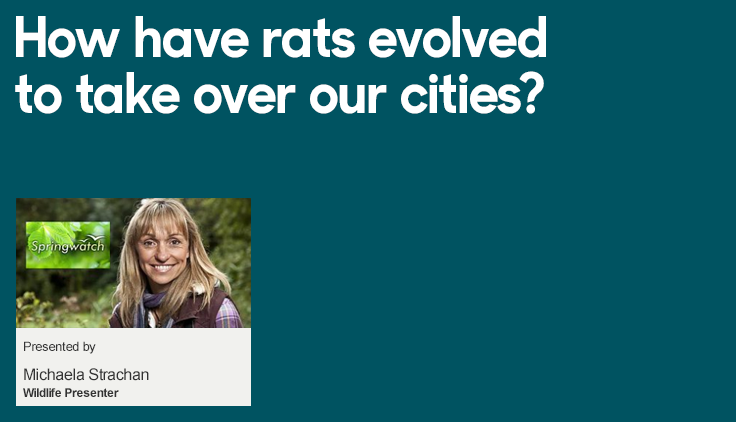 How have rats evolved
to take over our cities?
Springwatch
Presented by
Michaela Strachan
Wildlife Presenter